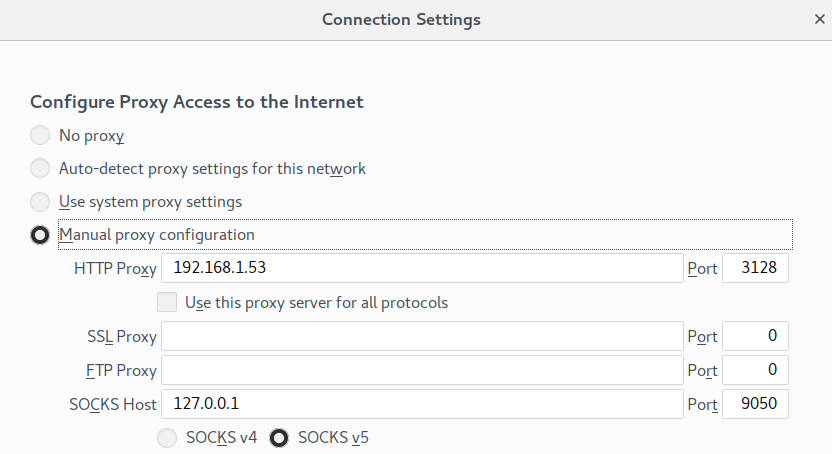 Connection Settings
Configure Proxy Access to the Internet
No proxy
Auto-detect proxy settings for this network
Use system proxy settings
Manual proxy configuration
HTTP Proxy 192.168.1.53 Port 3128
Use this proxy server for all protocols
SSL Proxy Port 0
FTP Proxy Port 0
SOCKS Host 127.0.0.1 Port 9050
SOCKS v4 SOCKS v5